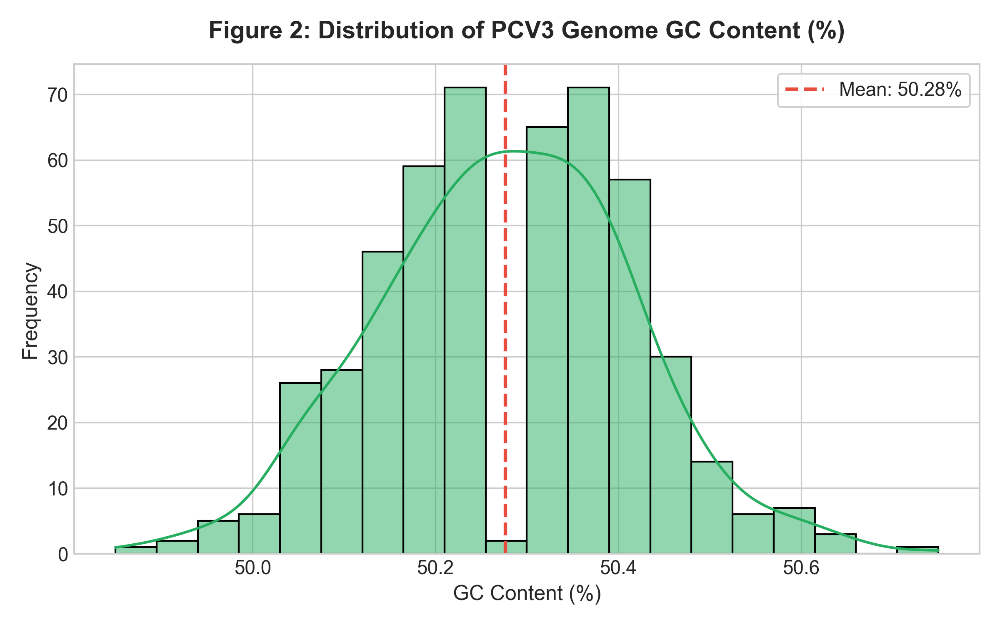 Figure 2: Distribution of PCV3 Genome GC Content (%)
Mean: 50.28%
70
60
50
40
30
20
10
0
Frequency
50.0 50.2 50.4 50.6
GC Content (%)